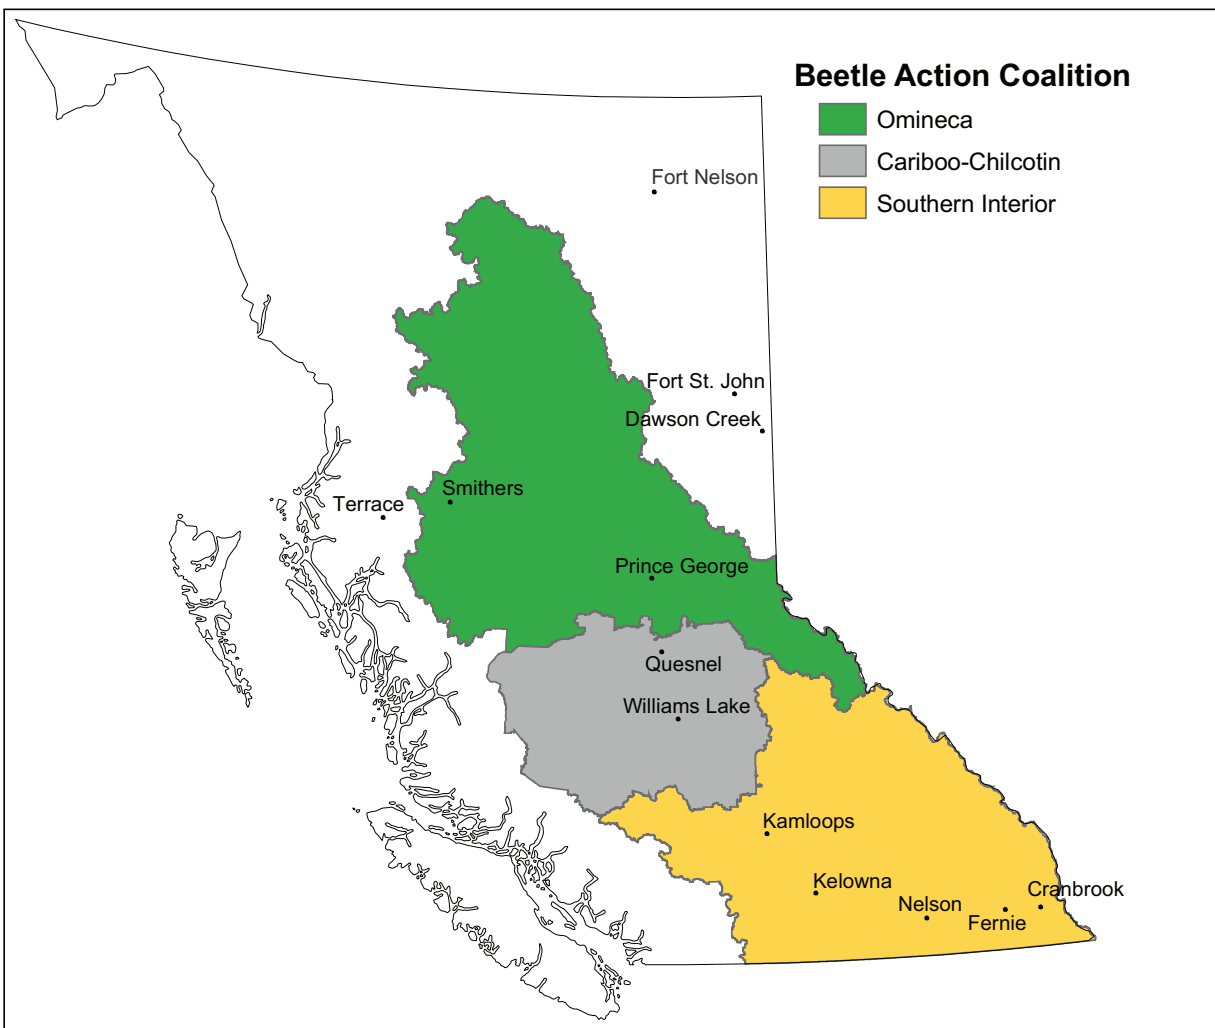 Beetle Action Coalition
Omineca
Cariboo-Chilcotin
Southern Interior
Fort Nelson
Fort St. John
Dawson Creek
Smithers
Terrace
Prince George
Quesnel
Williams Lake
Kamloops
Kelowna
Cranbrook
Nelson
Fernie